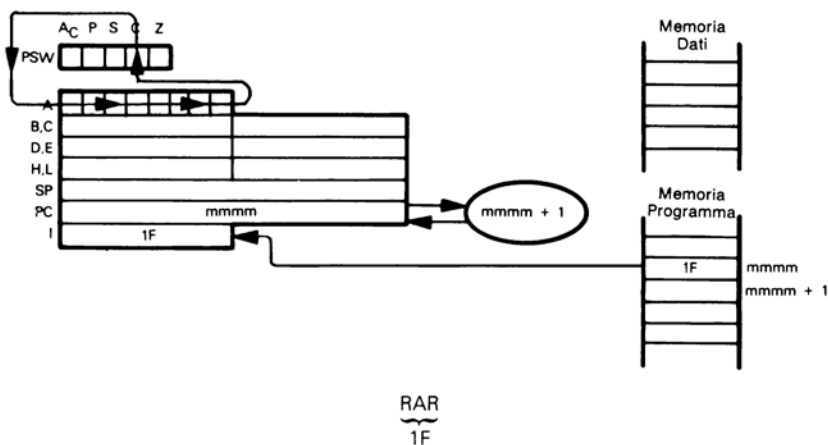 AC P S C Z
PSW
A
B,C
D,E
H,L
SP
PC mmmm
I 1F
mmmm + 1
Memoria
Dati
Memoria
Programma
1F mmmm
mmmm + 1
RAR
1F